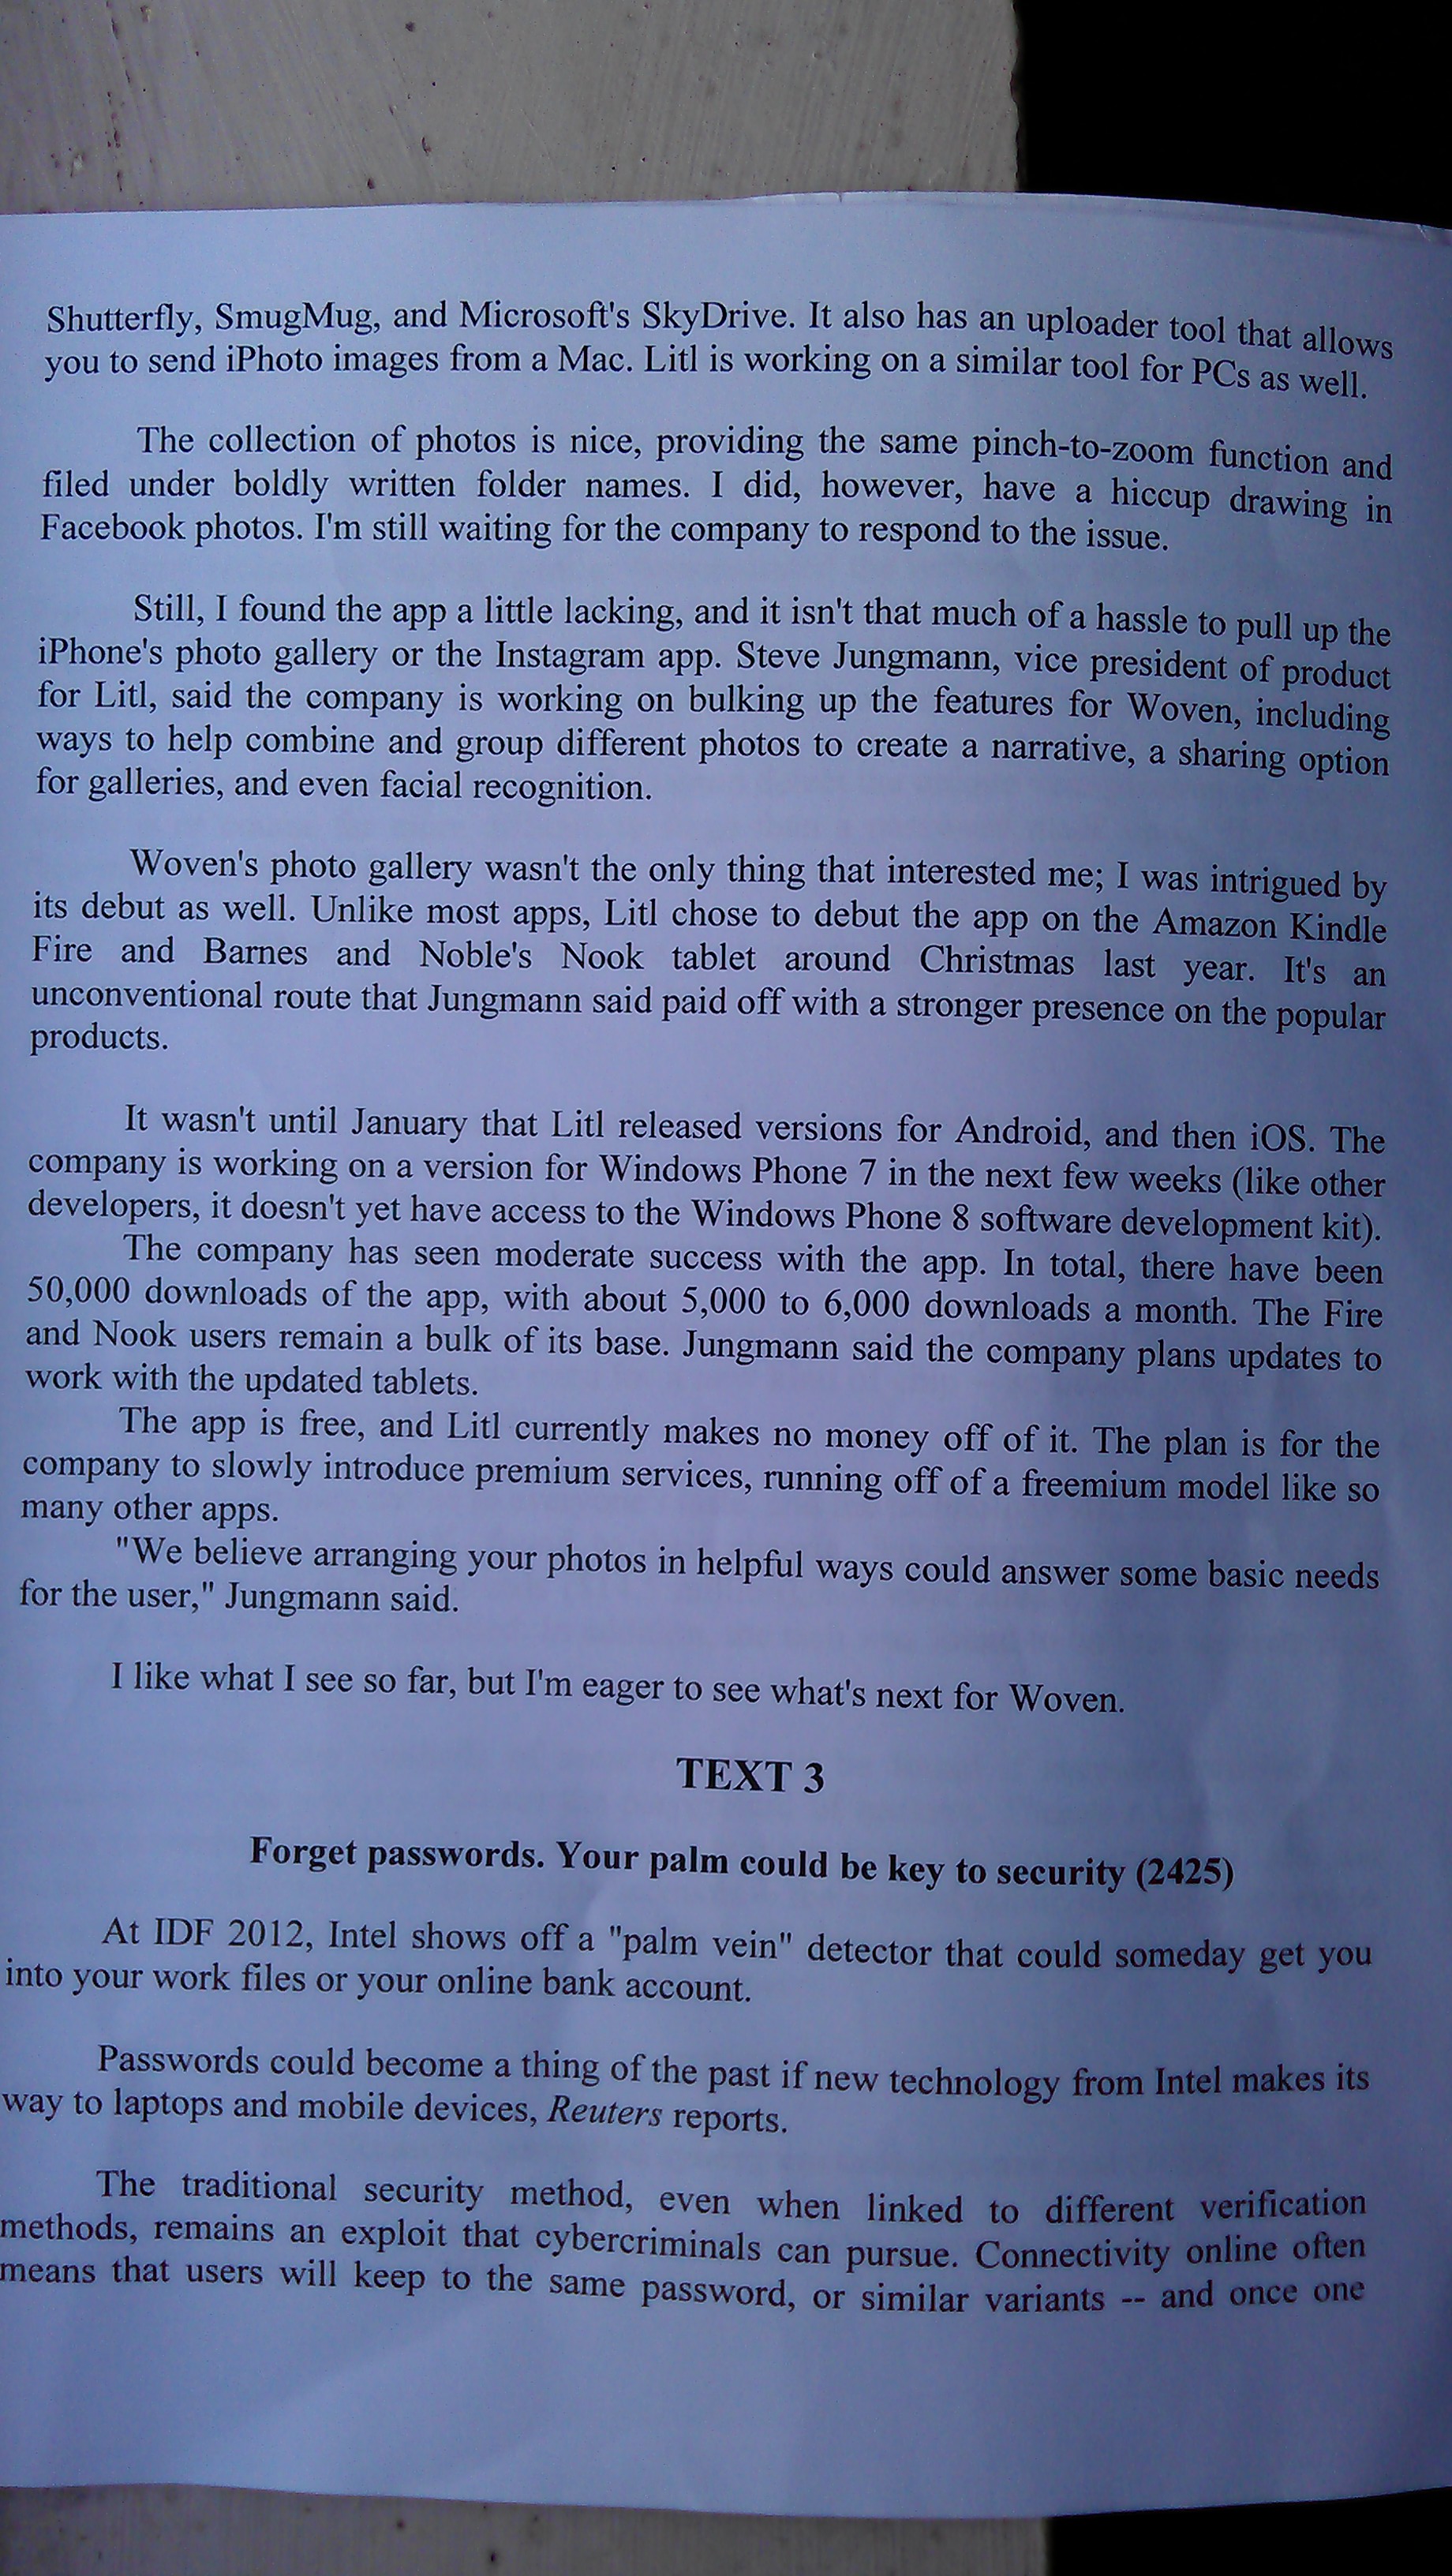 Shutterfly, SmugMug, and Microsoft's SkyDrive. It also has an uploader tool that allows
you to send iPhoto images from a Mac. Litl is working on a similar tool for PCs as well.
The collection of photos is nice, providing the same pinch-to-zoom function and
filed under boldly written folder names. I did, however, have a hiccup drawing in
Facebook photos. I'm still waiting for the company to respond to the issue.
Still, I found the app a little lacking, and it isn't that much of a hassle to pull up the
iPhone's photo gallery or the Instagram app. Steve Jungmann, vice president of product
for Litl, said the company is working on bulking up the features for Woven, including
ways to help combine and group different photos to create a narrative, a sharing option
for galleries, and even facial recognition.
Woven's photo gallery wasn't the only thing that interested me; I was intrigued by
its debut as well. Unlike most apps, Litl chose to debut the app on the Amazon Kindle
Fire and Barnes and Noble's Nook tablet around Christmas last year. It's an
unconventional route that Jungmann said paid off with a stronger presence on the popular
products.
It wasn't until January that Litl released versions for Android, and then iOS. The
company is working on a version for Windows Phone 7 in the next few weeks (like other
developers, it doesn't yet have access to the Windows Phone 8 software development kit).
The company has seen moderate success with the app. In total, there have been
50,000 downloads of the app, with about 5,000 to 6,000 downloads a month. The Fire
and Nook users remain a bulk of its base. Jungmann said the company plans updates to
work with the updated tablets.
The app is free, and Litl currently makes no money off of it. The plan is for the
company to slowly introduce premium services, running off of a freemium model like so
many other apps.
"We believe arranging your photos in helpful ways could answer some basic needs
for the user," Jungmann said.
I like what I see so far, but I'm eager to see what's next for Woven.
TEXT 3
Forget passwords. Your palm could be key to security (2425)
At IDF 2012, Intel shows off a "palm vein" detector that could someday get you
into your work files or your online bank account.
Passwords could become a thing of the past if new technology from Intel makes its
way to laptops and mobile devices, Reuters reports.
The traditional security method, even when linked to different verification
methods, remains an exploit that cybercriminals can pursue. Connectivity online often
means that users will keep to the same password, or similar variants -- and once one